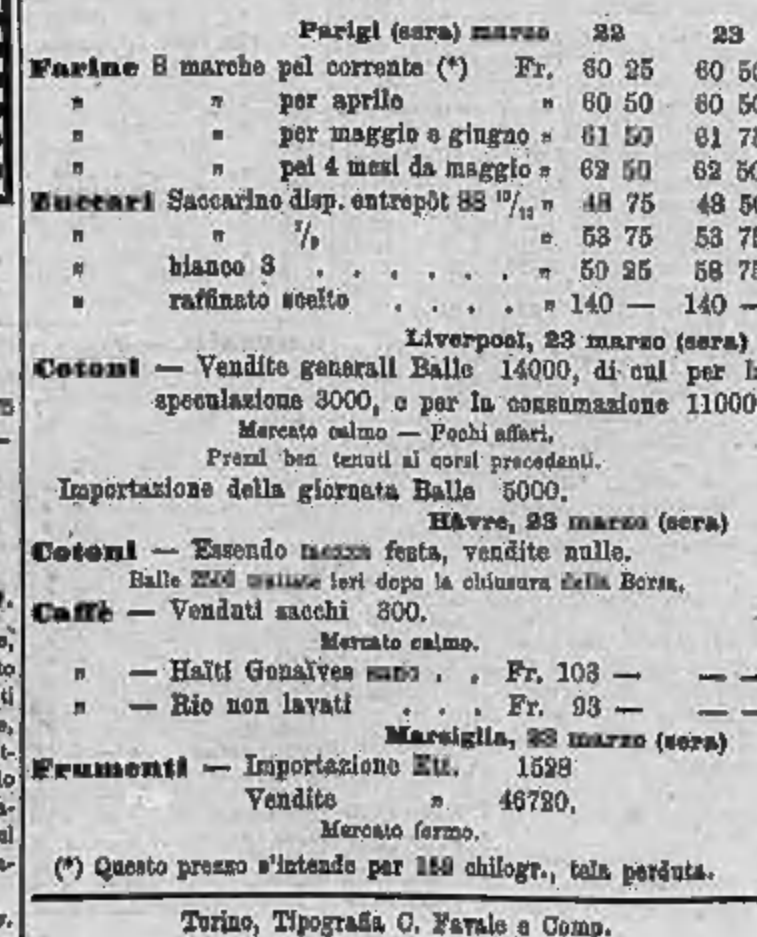 Parigi (sera) marzo 22 23
Farine 8 marche pel corrente (*) Fr. 60 25 60 50
" " per aprile " 60 50 60 50
" " per maggio e giugno " 61 50 61 75
" " pei 4 mesi da maggio " 62 50 62 50
Zuccari Saccarino disp. entrepôt 88 10/13 " 48 75 48 50
" " 7/9 " 53 75 53 75
" bianco 3 . . . . . . " 58 75
" raffinato scelto . . . . " 140 — 140 —
Liverpool, 23 marzo (sera)
Cotoni — Vendite generali Balle 14000, di cui per la
speculazione 3000, e per la consumazione 11000
Mercato calmo — Pochi affari.
Prezzi ben tenuti ai corsi precedenti.
Importazione della giornata Balle 5000.
Hâvre, 23 marzo (sera)
Cotoni — Essendo mezza festa, vendite nulle.
Balle ieri dopo la chiusura della Borsa.
Caffè — Venduti sacchi 300.
Mercato calmo.
" — Haïti Gonaïves . . Fr. 103 — — —
" — Rio non lavati . . . Fr. 93 — — —
Marsiglia, 23 marzo (sera)
Frumenti — Importazione Ett. 1528
Vendite " 46720.
Mercato fermo.
(*) Questo prezzo s'intende per chilogr., tela perduta.
Torino, Tipografia C. Favale e Comp.